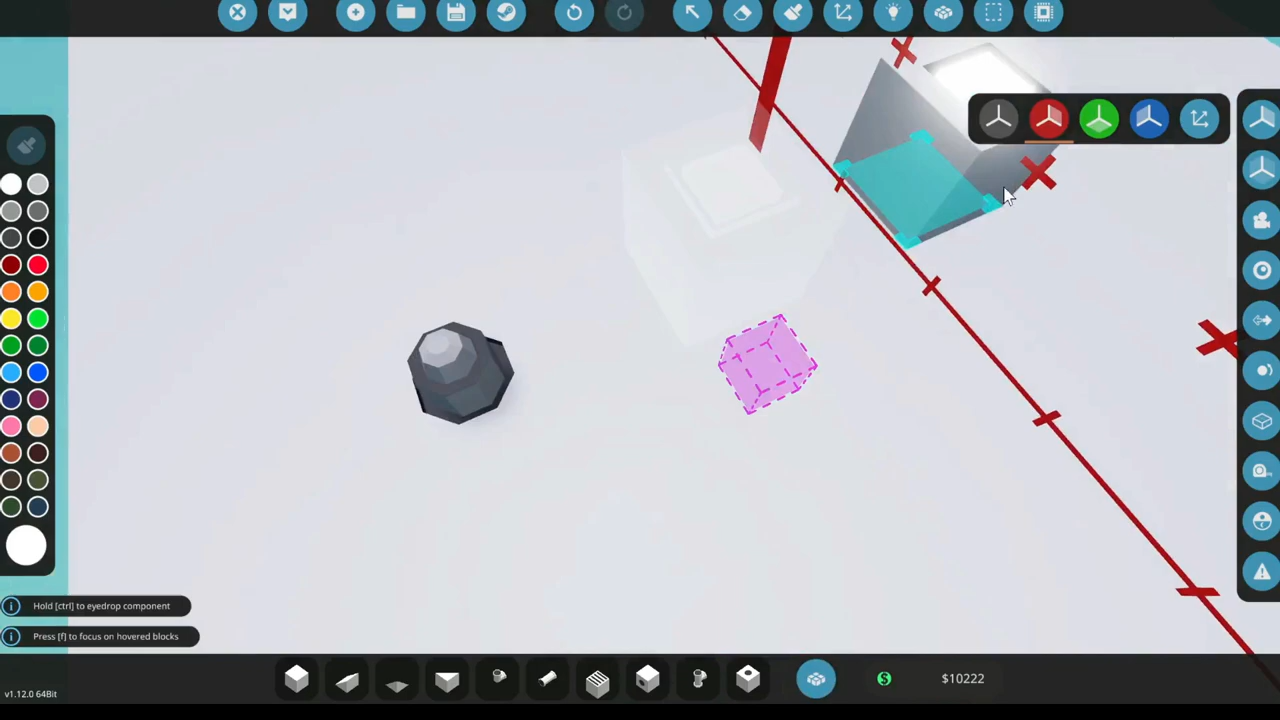 Hold [ctrl] to eyedrop component
Press [f] to focus on hovered blocks
v1.12.0 64Bit
$
$10222